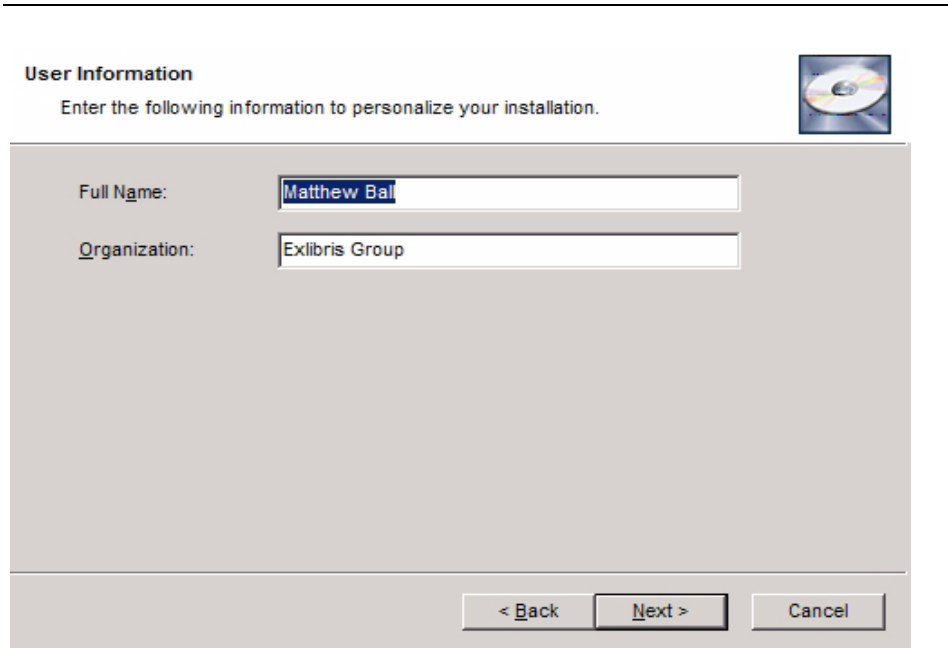 User Information
Enter the following information to personalize your installation.
Full Name: Matthew Ball
Organization: Exlibris Group
< Back Next > Cancel